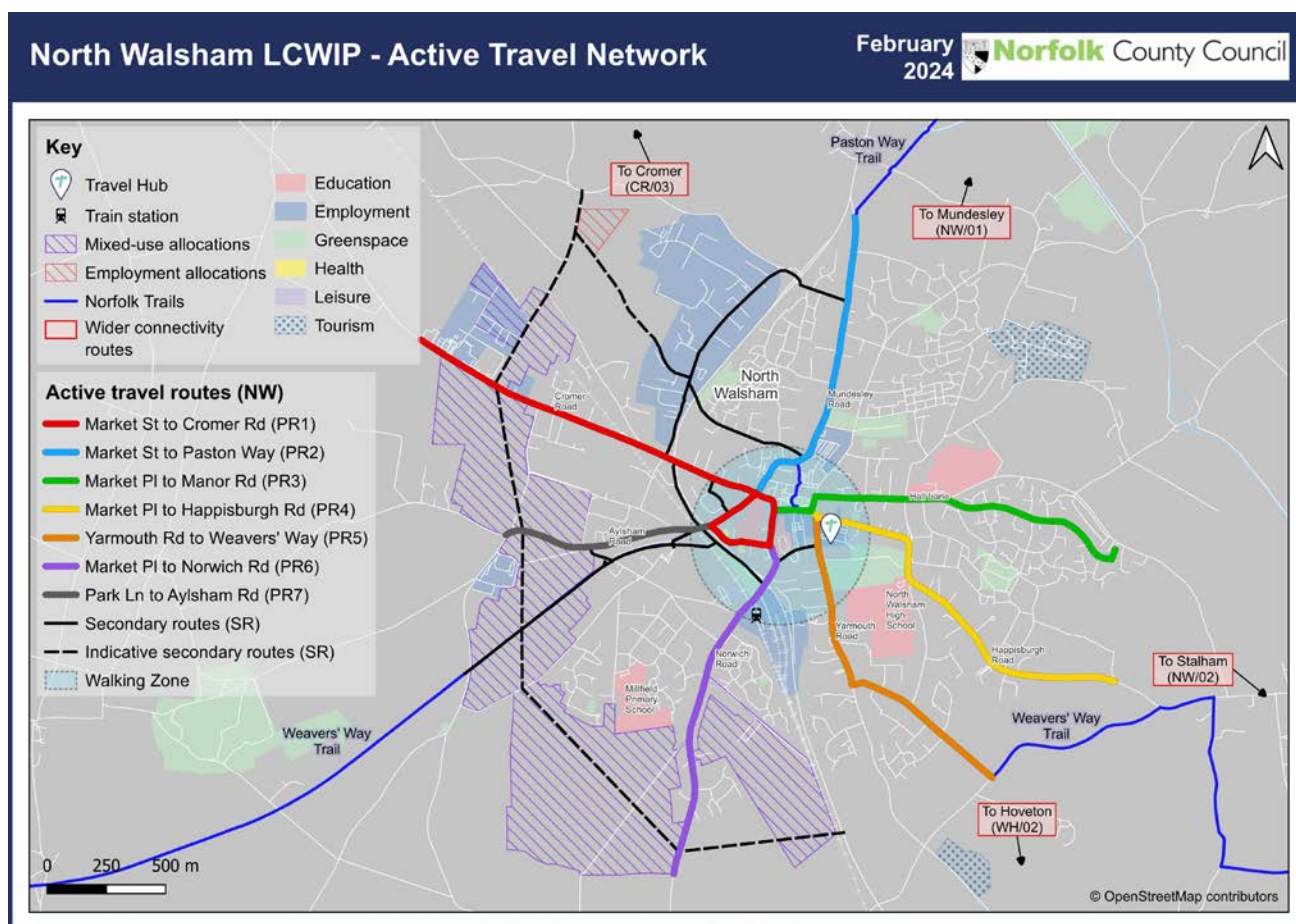 North Walsham LCWIP - Active Travel Network
February
2024
Norfolk County Council
Key
Travel Hub
Train station
Mixed-use allocations
Employment allocations
Norfolk Trails
Wider connectivity
routes
Education
Employment
Greenspace
Health
Leisure
Tourism
Active travel routes (NW)
Market St to Cromer Rd (PR1)
Market St to Paston Way (PR2)
Market Pl to Manor Rd (PR3)
Market Pl to Happisburgh Rd (PR4)
Yarmouth Rd to Weavers' Way (PR5)
Market Pl to Norwich Rd (PR6)
Park Ln to Aylsham Rd (PR7)
Secondary routes (SR)
Indicative secondary routes (SR)
Walking Zone
Paston Way
Trail
To Cromer
(CR/03)
To Mundesley
(NW/01)
North
Walsham
Cromer
Road
Mundesley
Road
Aylsham
Road
North
Walsham
High
School
Yarmouth
Road
Norwich
Road
Happisburgh
Road
Millfield
Primary
School
To Stalham
(NW/02)
Weavers' Way
Trail
Weavers' Way
Trail
To Hoveton
(WH/02)
0 250 500 m
© OpenStreetMap contributors